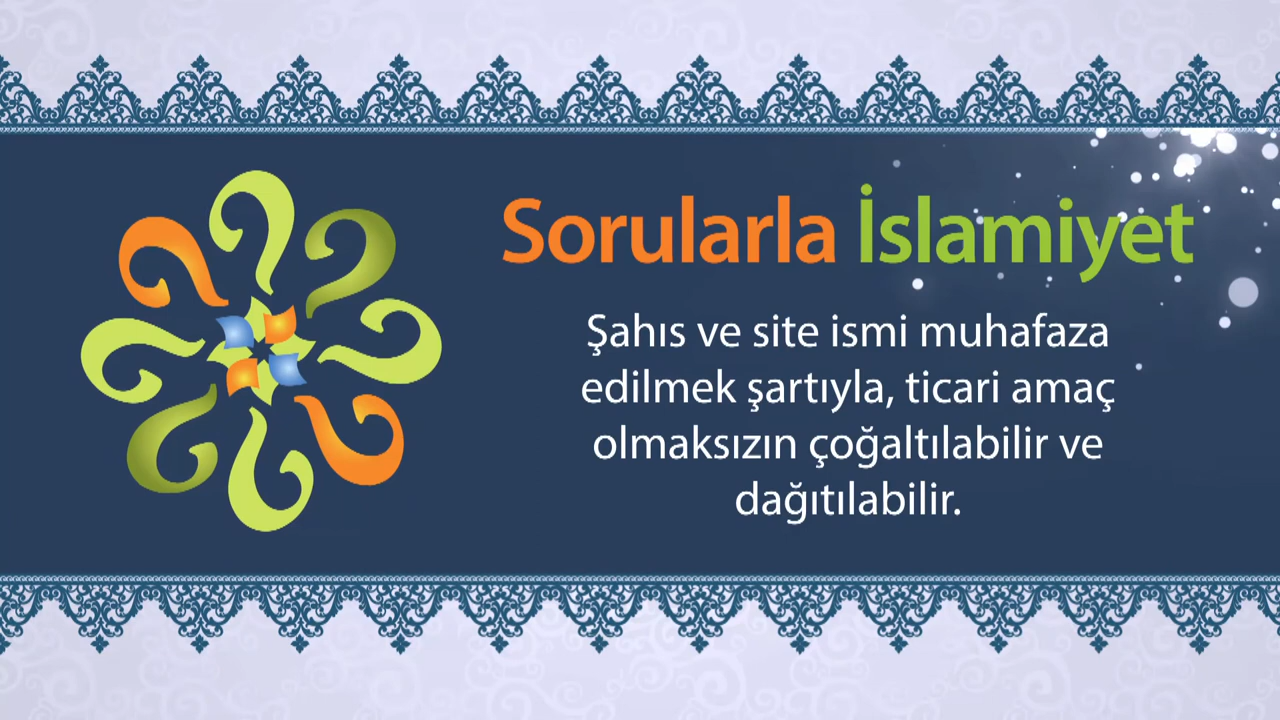 Sorularla İslamiyet
Şahıs ve site ismi muhafaza
edilmek şartıyla, ticari amaç
olmaksızın çoğaltılabilir ve
dağıtılabilir.